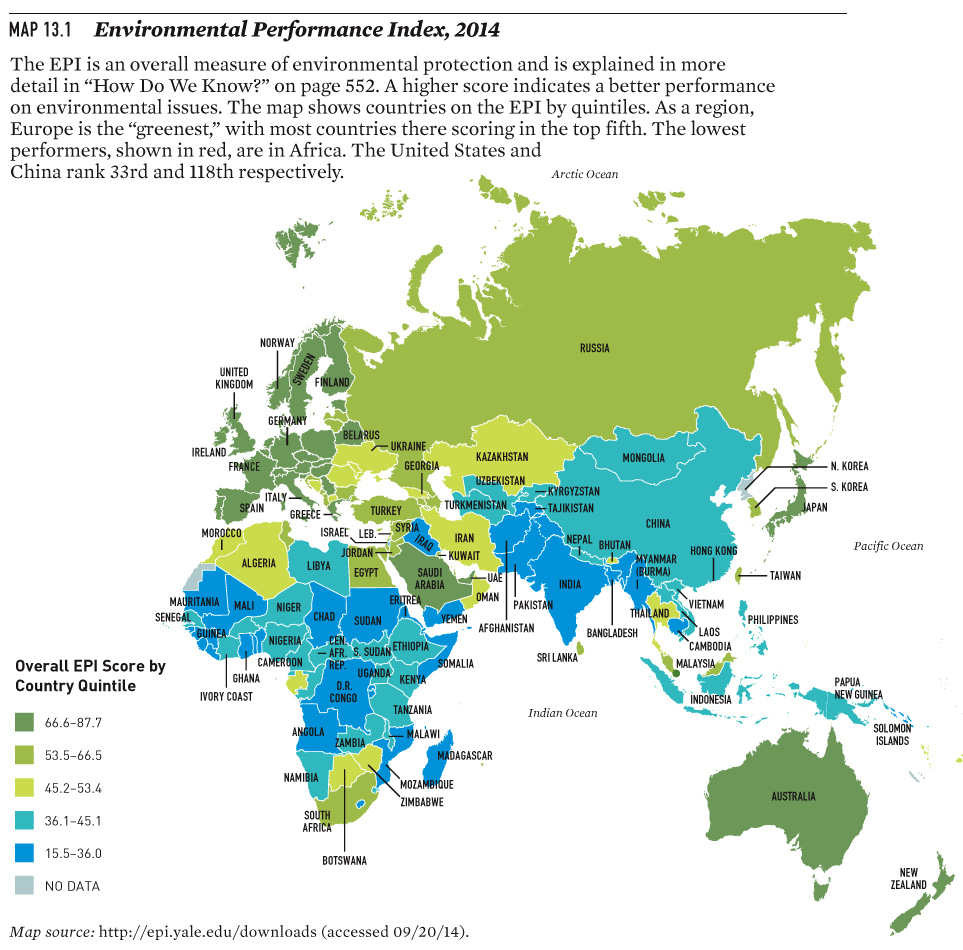 MAP 13.1 Environmental Performance Index, 2014
The EPI is an overall measure of environmental protection and is explained in more
detail in “How Do We Know?” on page 552. A higher score indicates a better performance
on environmental issues. The map shows countries on the EPI by quintiles. As a region,
Europe is the “greenest,” with most countries there scoring in the top fifth. The lowest
performers, shown in red, are in Africa. The United States and
China rank 33rd and 118th respectively.
Arctic Ocean
NORWAY
SWEDEN
RUSSIA
UNITED
KINGDOM
FINLAND
GERMANY
BELARUS
UKRAINE
IRELAND
FRANCE
GEORGIA
KAZAKHSTAN
MONGOLIA
N. KOREA
UZBEKISTAN
S. KOREA
ITALY
KYRGYZSTAN
SPAIN
TURKMENISTAN
TAJIKISTAN
JAPAN
GREECE
TURKEY
CHINA
MOROCCO
ISRAEL
LEB.
SYRIA
IRAQ
IRAN
NEPAL
BHUTAN
HONG KONG
Pacific Ocean
JORDAN
KUWAIT
MYANMAR
(BURMA)
ALGERIA
LIBYA
EGYPT
SAUDI
ARABIA
UAE
OMAN
INDIA
TAIWAN
MAURITANIA
MALI
NIGER
CHAD
SUDAN
ERITREA
YEMEN
PAKISTAN
AFGHANISTAN
BANGLADESH
THAILAND
VIETNAM
LAOS
CAMBODIA
PHILIPPINES
SENEGAL
GUINEA
NIGERIA
CEN.
AFR.
REP.
S. SUDAN
ETHIOPIA
SOMALIA
SRI LANKA
CAMEROON
GHANA
IVORY COAST
UGANDA
KENYA
MALAYSIA
D.R.
CONGO
INDONESIA
PAPUA
NEW GUINEA
TANZANIA
Indian Ocean
SOLOMON
ISLANDS
ANGOLA
ZAMBIA
MALAWI
MADAGASCAR
NAMIBIA
MOZAMBIQUE
ZIMBABWE
SOUTH
AFRICA
BOTSWANA
AUSTRALIA
NEW
ZEALAND
Overall EPI Score by
Country Quintile
66.6–87.7
53.5–66.5
45.2–53.4
36.1–45.1
15.5–36.0
NO DATA
Map source: http://epi.yale.edu/downloads (accessed 09/20/14).